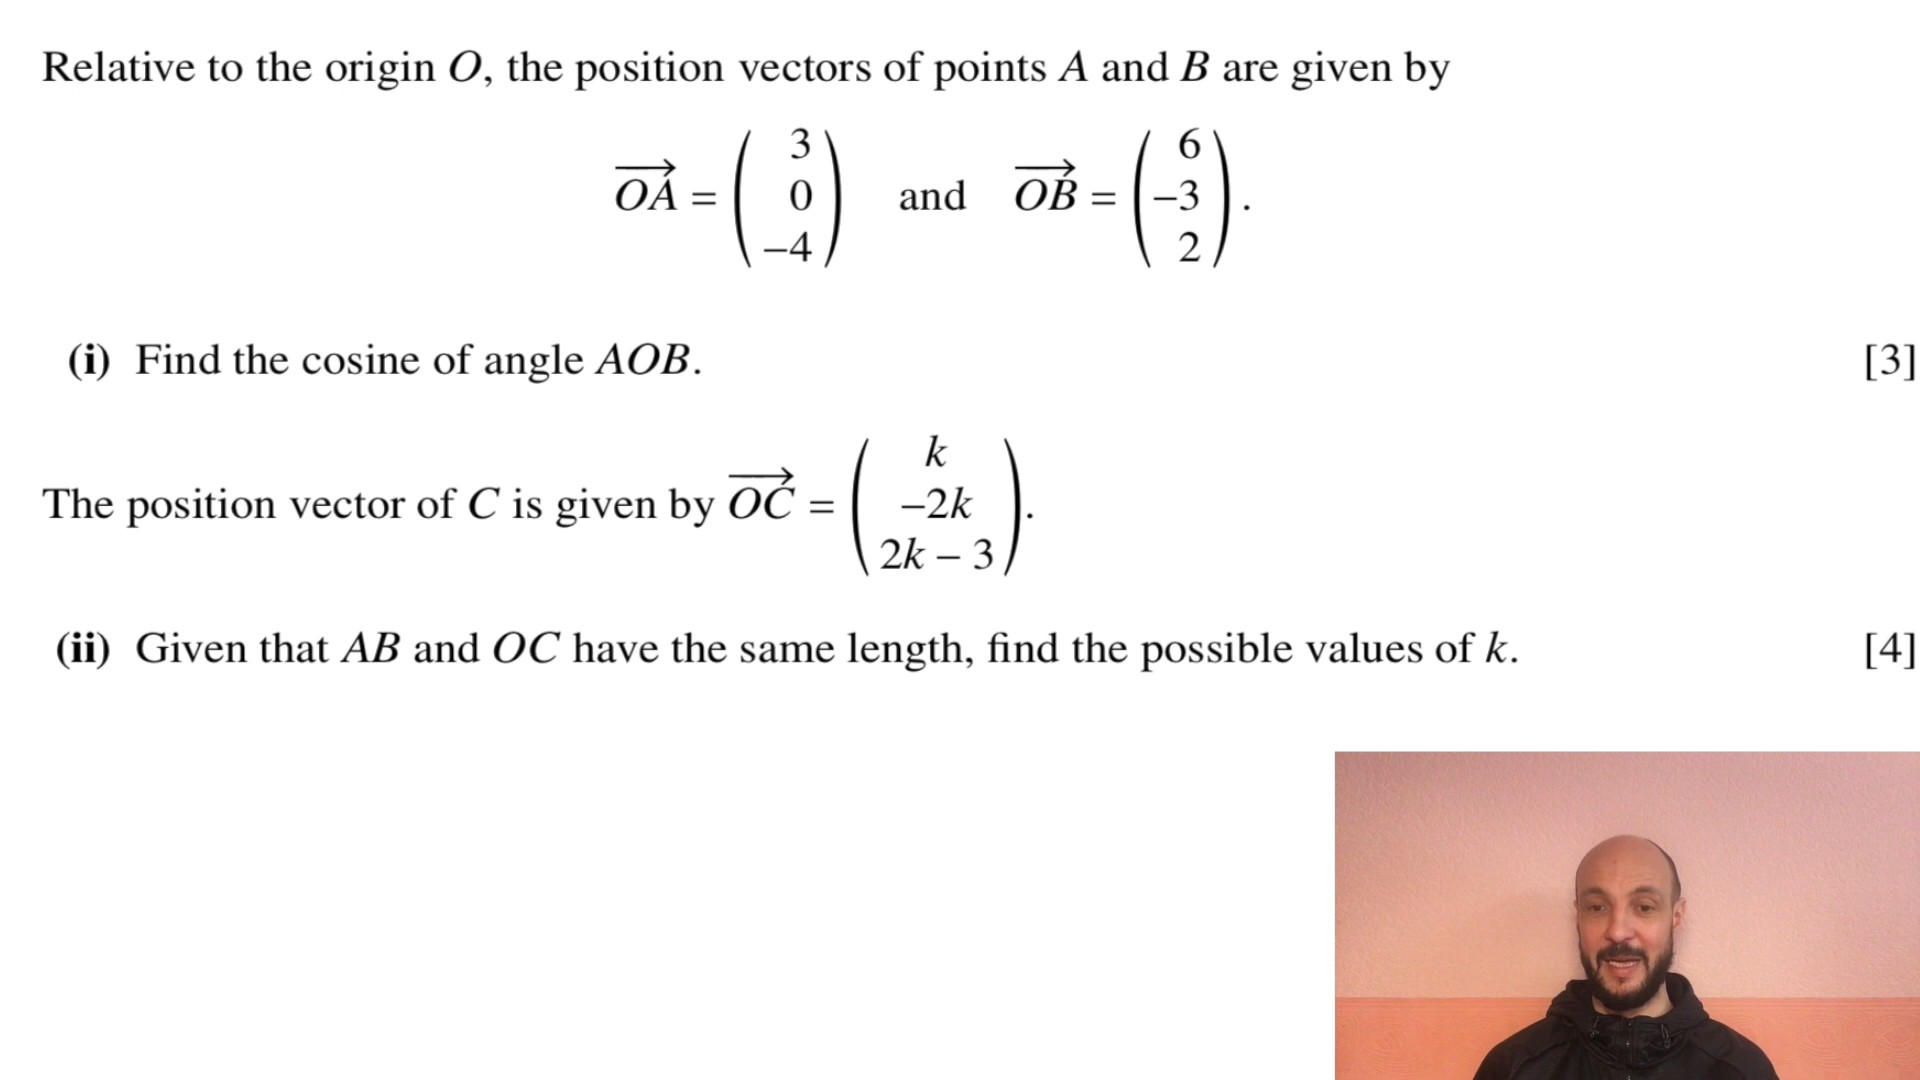 Relative to the origin O, the position vectors of points A and B are given by
OA = ( 3 0 −4 ) and OB = ( 6 −3 2 ).
(i) Find the cosine of angle AOB. [3]
The position vector of C is given by OC = ( k −2k 2k − 3 ).
(ii) Given that AB and OC have the same length, find the possible values of k. [4]